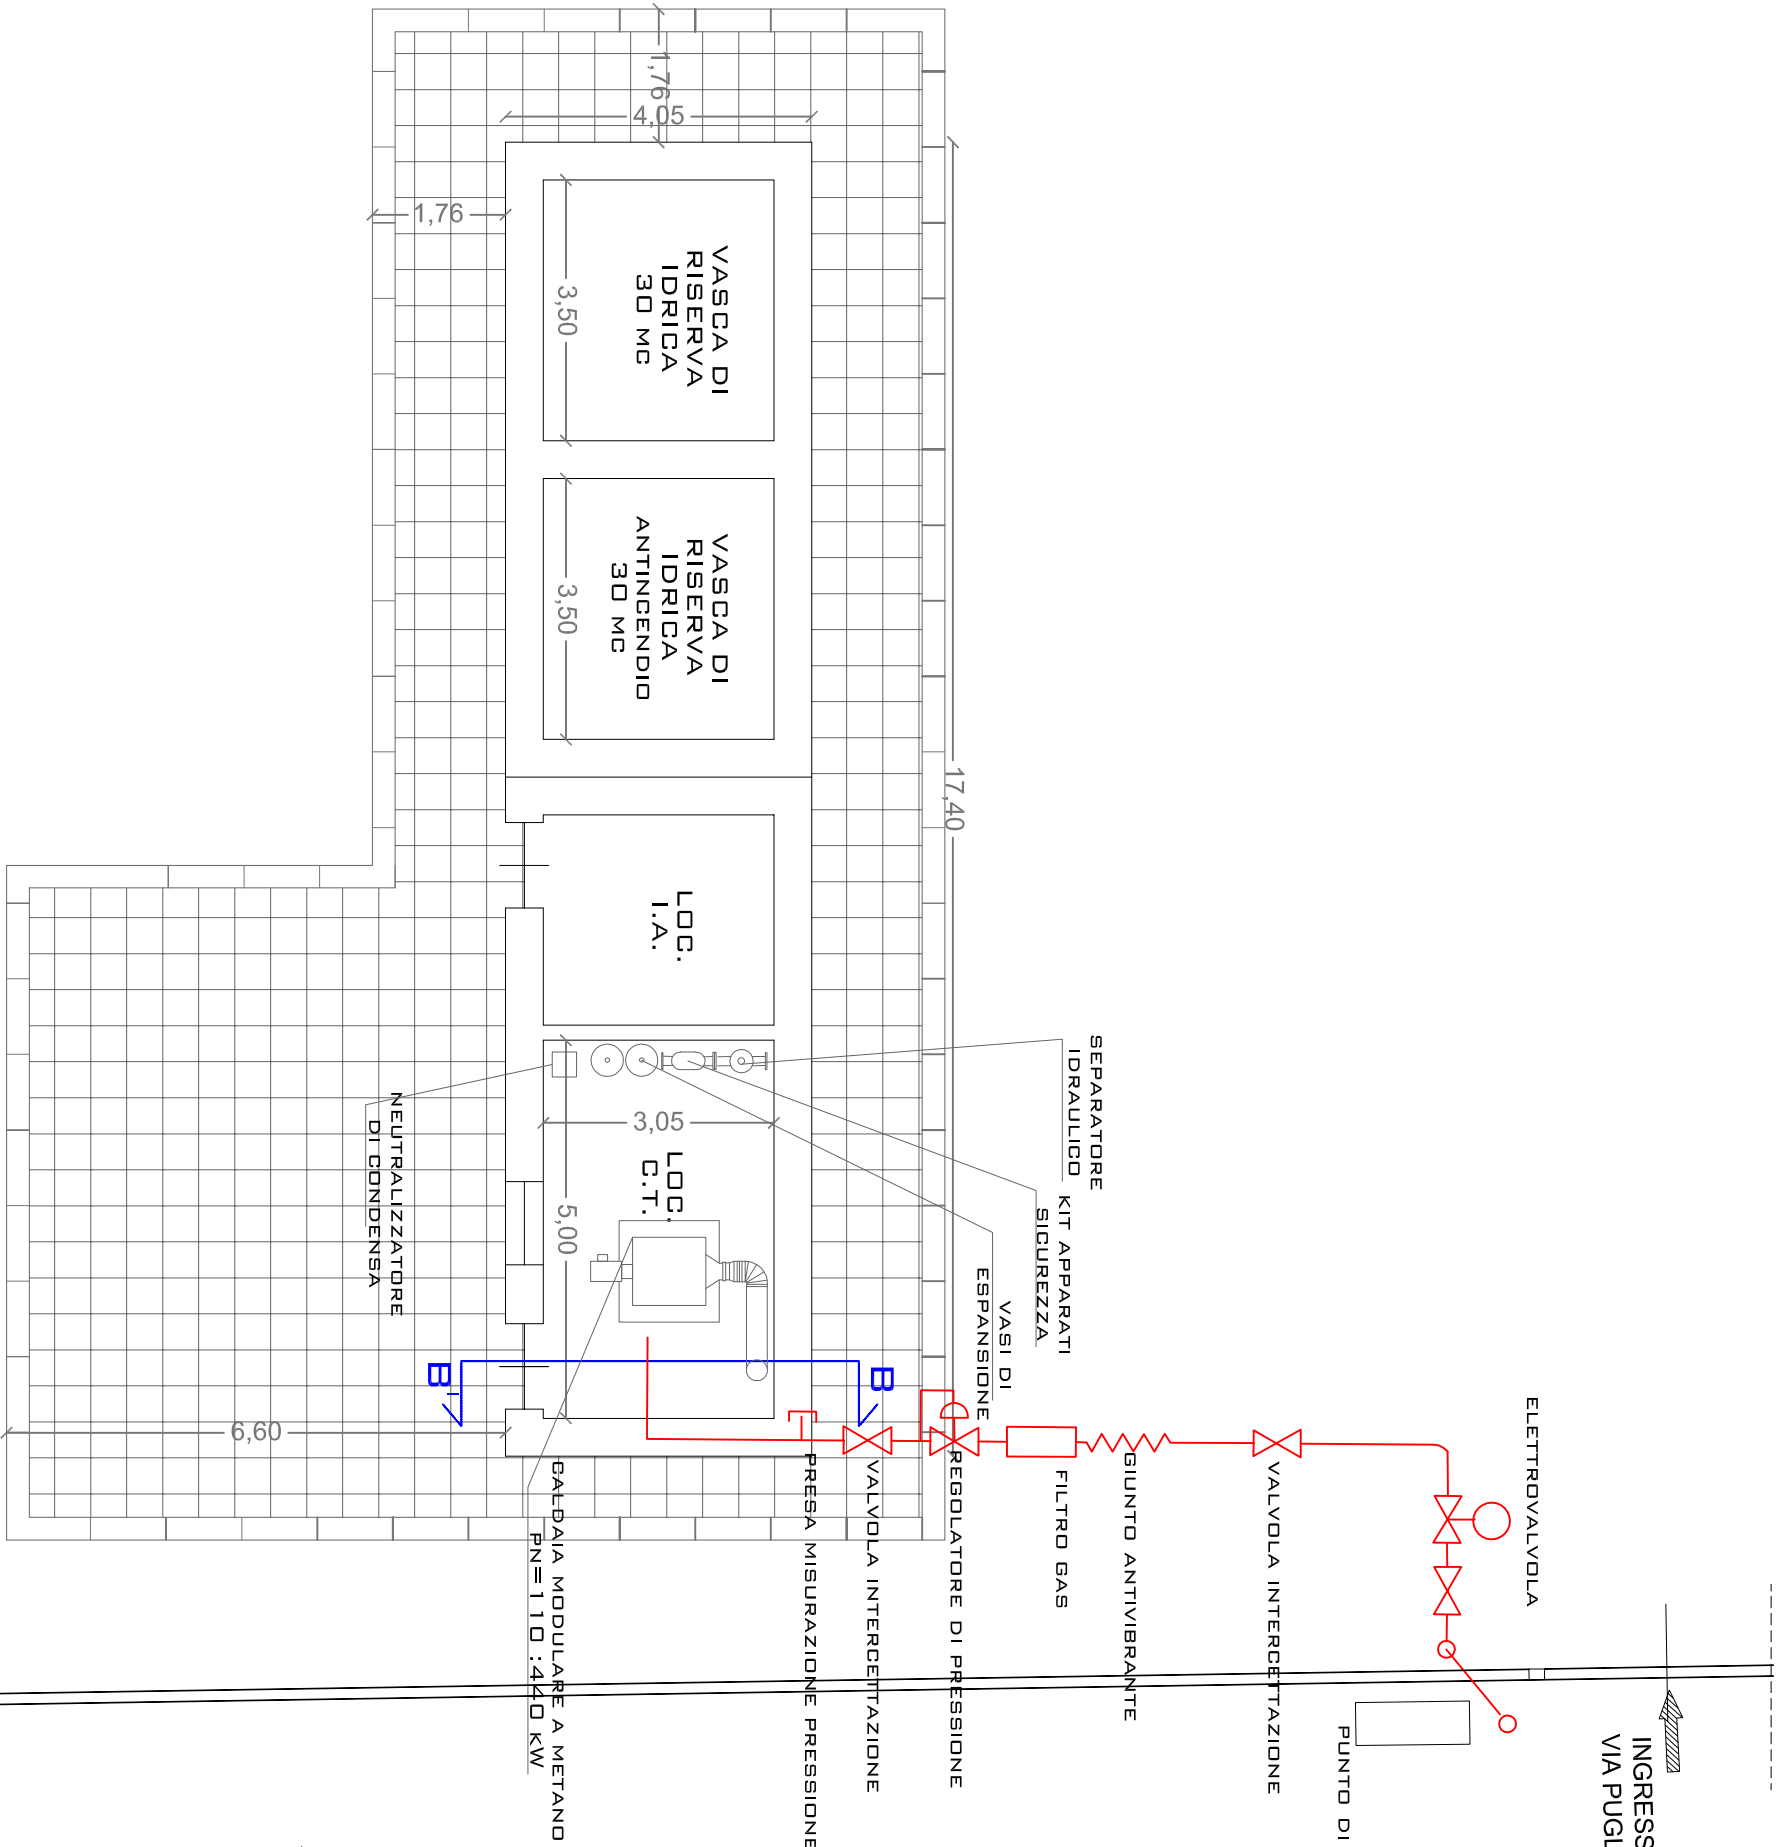 1,76
4,05
1,76
VASCA DI
RISERVA
IDRICA
30 MC
3,50
VASCA DI
RISERVA
IDRICA
ANTINCENDIO
30 MC
3,50
17,40
LOC.
I.A.
SEPARATORE
IDRAULICO
KIT APPARATI
SICUREZZA
VASI DI
ESPANSIONE
NEUTRALIZZATORE
DI CONDENSA
3,05
LOC.
C.T.
5,00
B'
B
6,60
CALDAIA MODULARE A METANO
PN=110 :440 KW
PRESA MISURAZIONE PRESSIONE
VALVOLA INTERCETTAZIONE
REGOLATORE DI PRESSIONE
FILTRO GAS
GIUNTO ANTIVIBRANTE
VALVOLA INTERCETTAZIONE
ELETTROVALVOLA
PUNTO DI
INGRESS
VIA PUGL